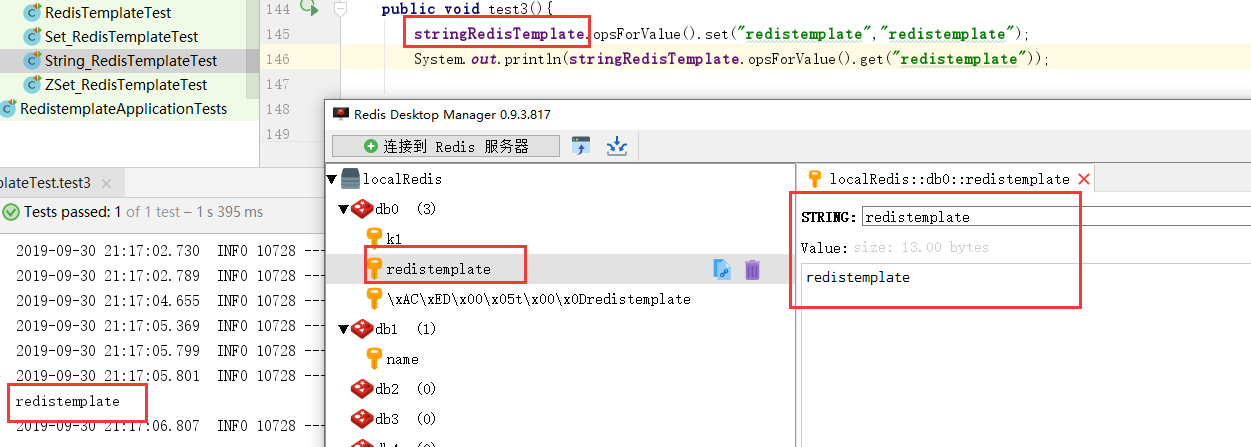 RedisTemplateTest
Set_RedisTemplateTest
String_RedisTemplateTest
ZSet_RedisTemplateTest
RedistemplateApplicationTests
144 public void test3(){
145 stringRedisTemplate.opsForValue().set("redistemplate","redistemplate");
146 System.out.println(stringRedisTemplate.opsForValue().get("redistemplate"));
147
148
149
Redis Desktop Manager 0.9.3.817
连接到 Redis 服务器
localRedis
db0 (3)
k1
redistemplate
\xAC\xED\x00\x05t\x00\x0Dredistemplate
db1 (1)
name
db2 (0)
db3 (0)
localRedis::db0::redistemplate
STRING: redistemplate
Value: size: 13.00 bytes
redistemplate
plateTest.test3
Tests passed: 1 of 1 test – 1 s 395 ms
2019-09-30 21:17:02.730 INFO 10728 ---
2019-09-30 21:17:02.789 INFO 10728 ---
2019-09-30 21:17:04.655 INFO 10728 ---
2019-09-30 21:17:05.369 INFO 10728 ---
2019-09-30 21:17:05.799 INFO 10728 ---
2019-09-30 21:17:05.801 INFO 10728 ---
redistemplate
2019-09-30 21:17:06.807 INFO 10728 ---